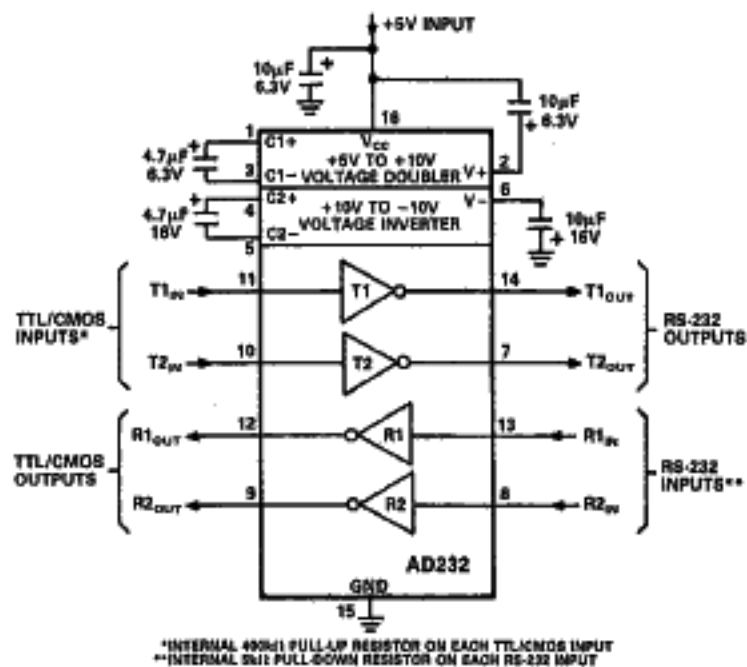 +5V INPUT
10µF
6.3V
+
10µF
6.3V
+
16
VCC
1
C1+
+5V TO +10V
VOLTAGE DOUBLER
V+
2
4.7µF
6.3V
+
3
C1-
C2+
+10V TO -10V
VOLTAGE INVERTER
V-
6
4.7µF
16V
+
4
C2-
5
10µF
16V
+
TTL/CMOS
INPUTS*
T1IN
11
T1
14
T1OUT
T2IN
10
T2
7
T2OUT
RS-232
OUTPUTS
TTL/CMOS
OUTPUTS
R1OUT
12
R1
13
R1IN
R2OUT
9
R2
8
R2IN
RS-232
INPUTS**
AD232
GND
15
*INTERNAL 400kΩ PULL-UP RESISTOR ON EACH TTL/CMOS INPUT
**INTERNAL 5kΩ PULL-DOWN RESISTOR ON EACH RS-232 INPUT